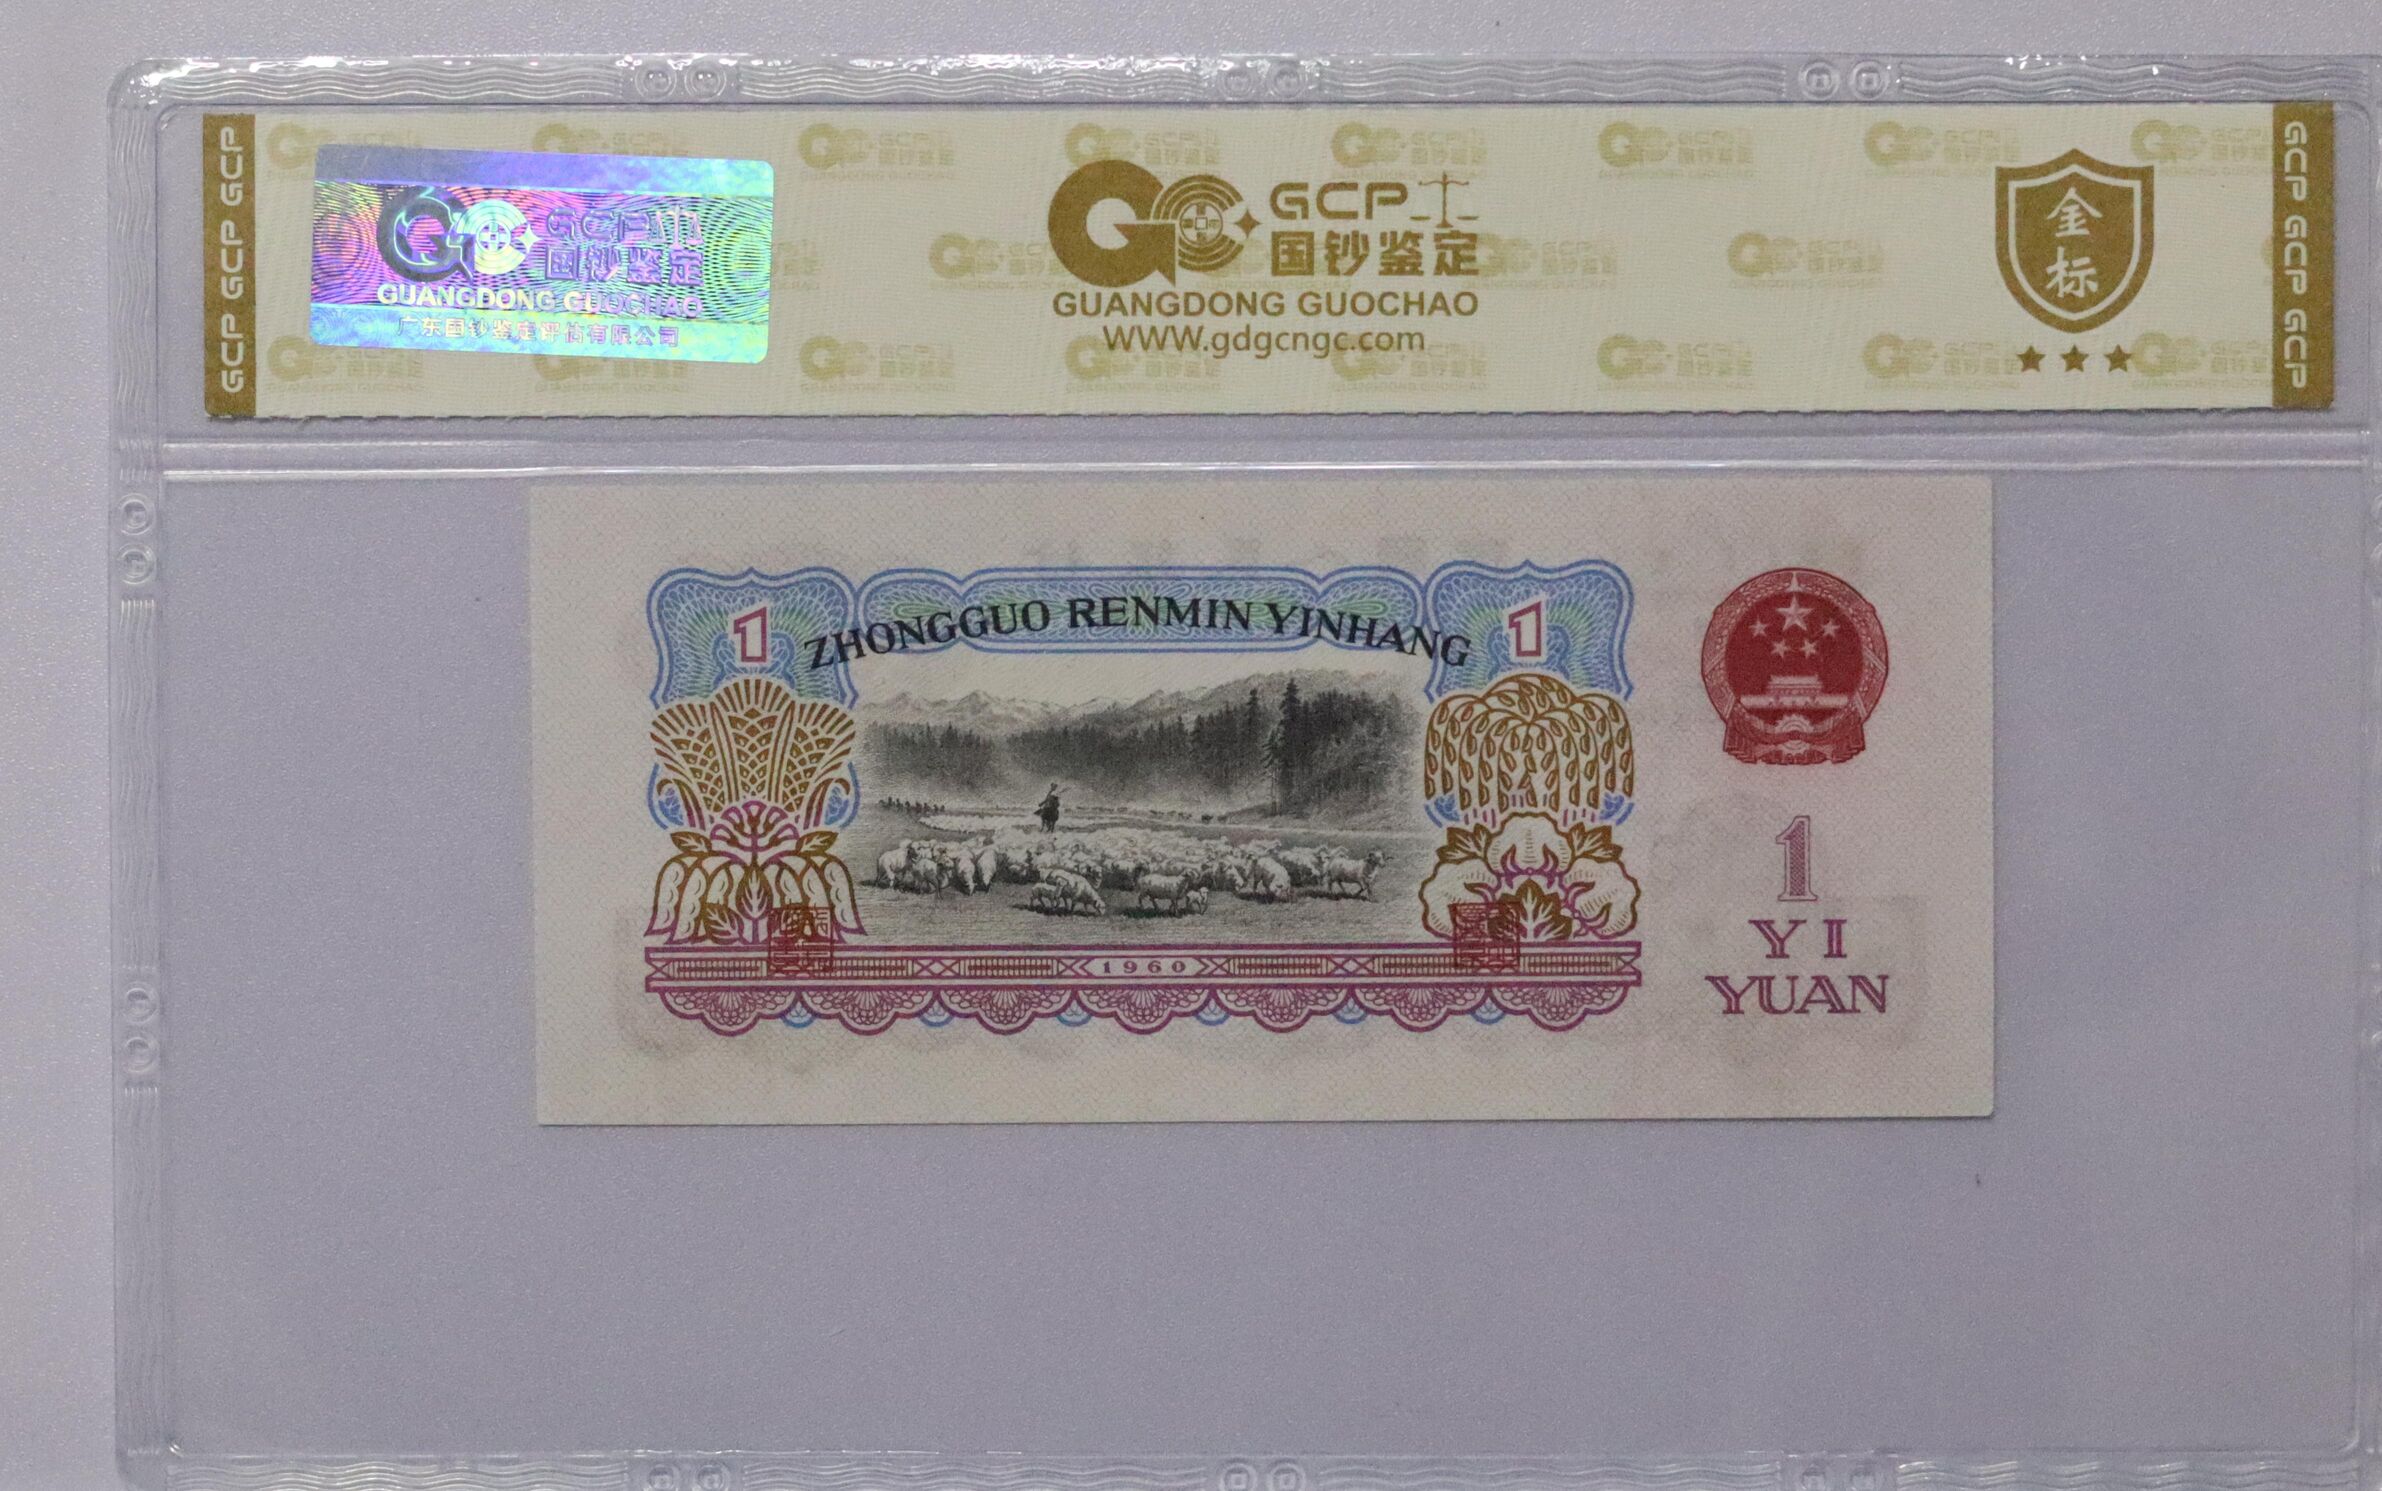 GCP GCP GCP
GCP
国钞鉴定
GUANGDONG GUOCHAO
广东国钞鉴定评估有限公司
GCP
国钞鉴定
GUANGDONG GUOCHAO
WWW.gdgcngc.com
金
标
GCP GCP GCP
ZHONGGUO RENMIN YINHANG
1
1
1960
1
YI
YUAN